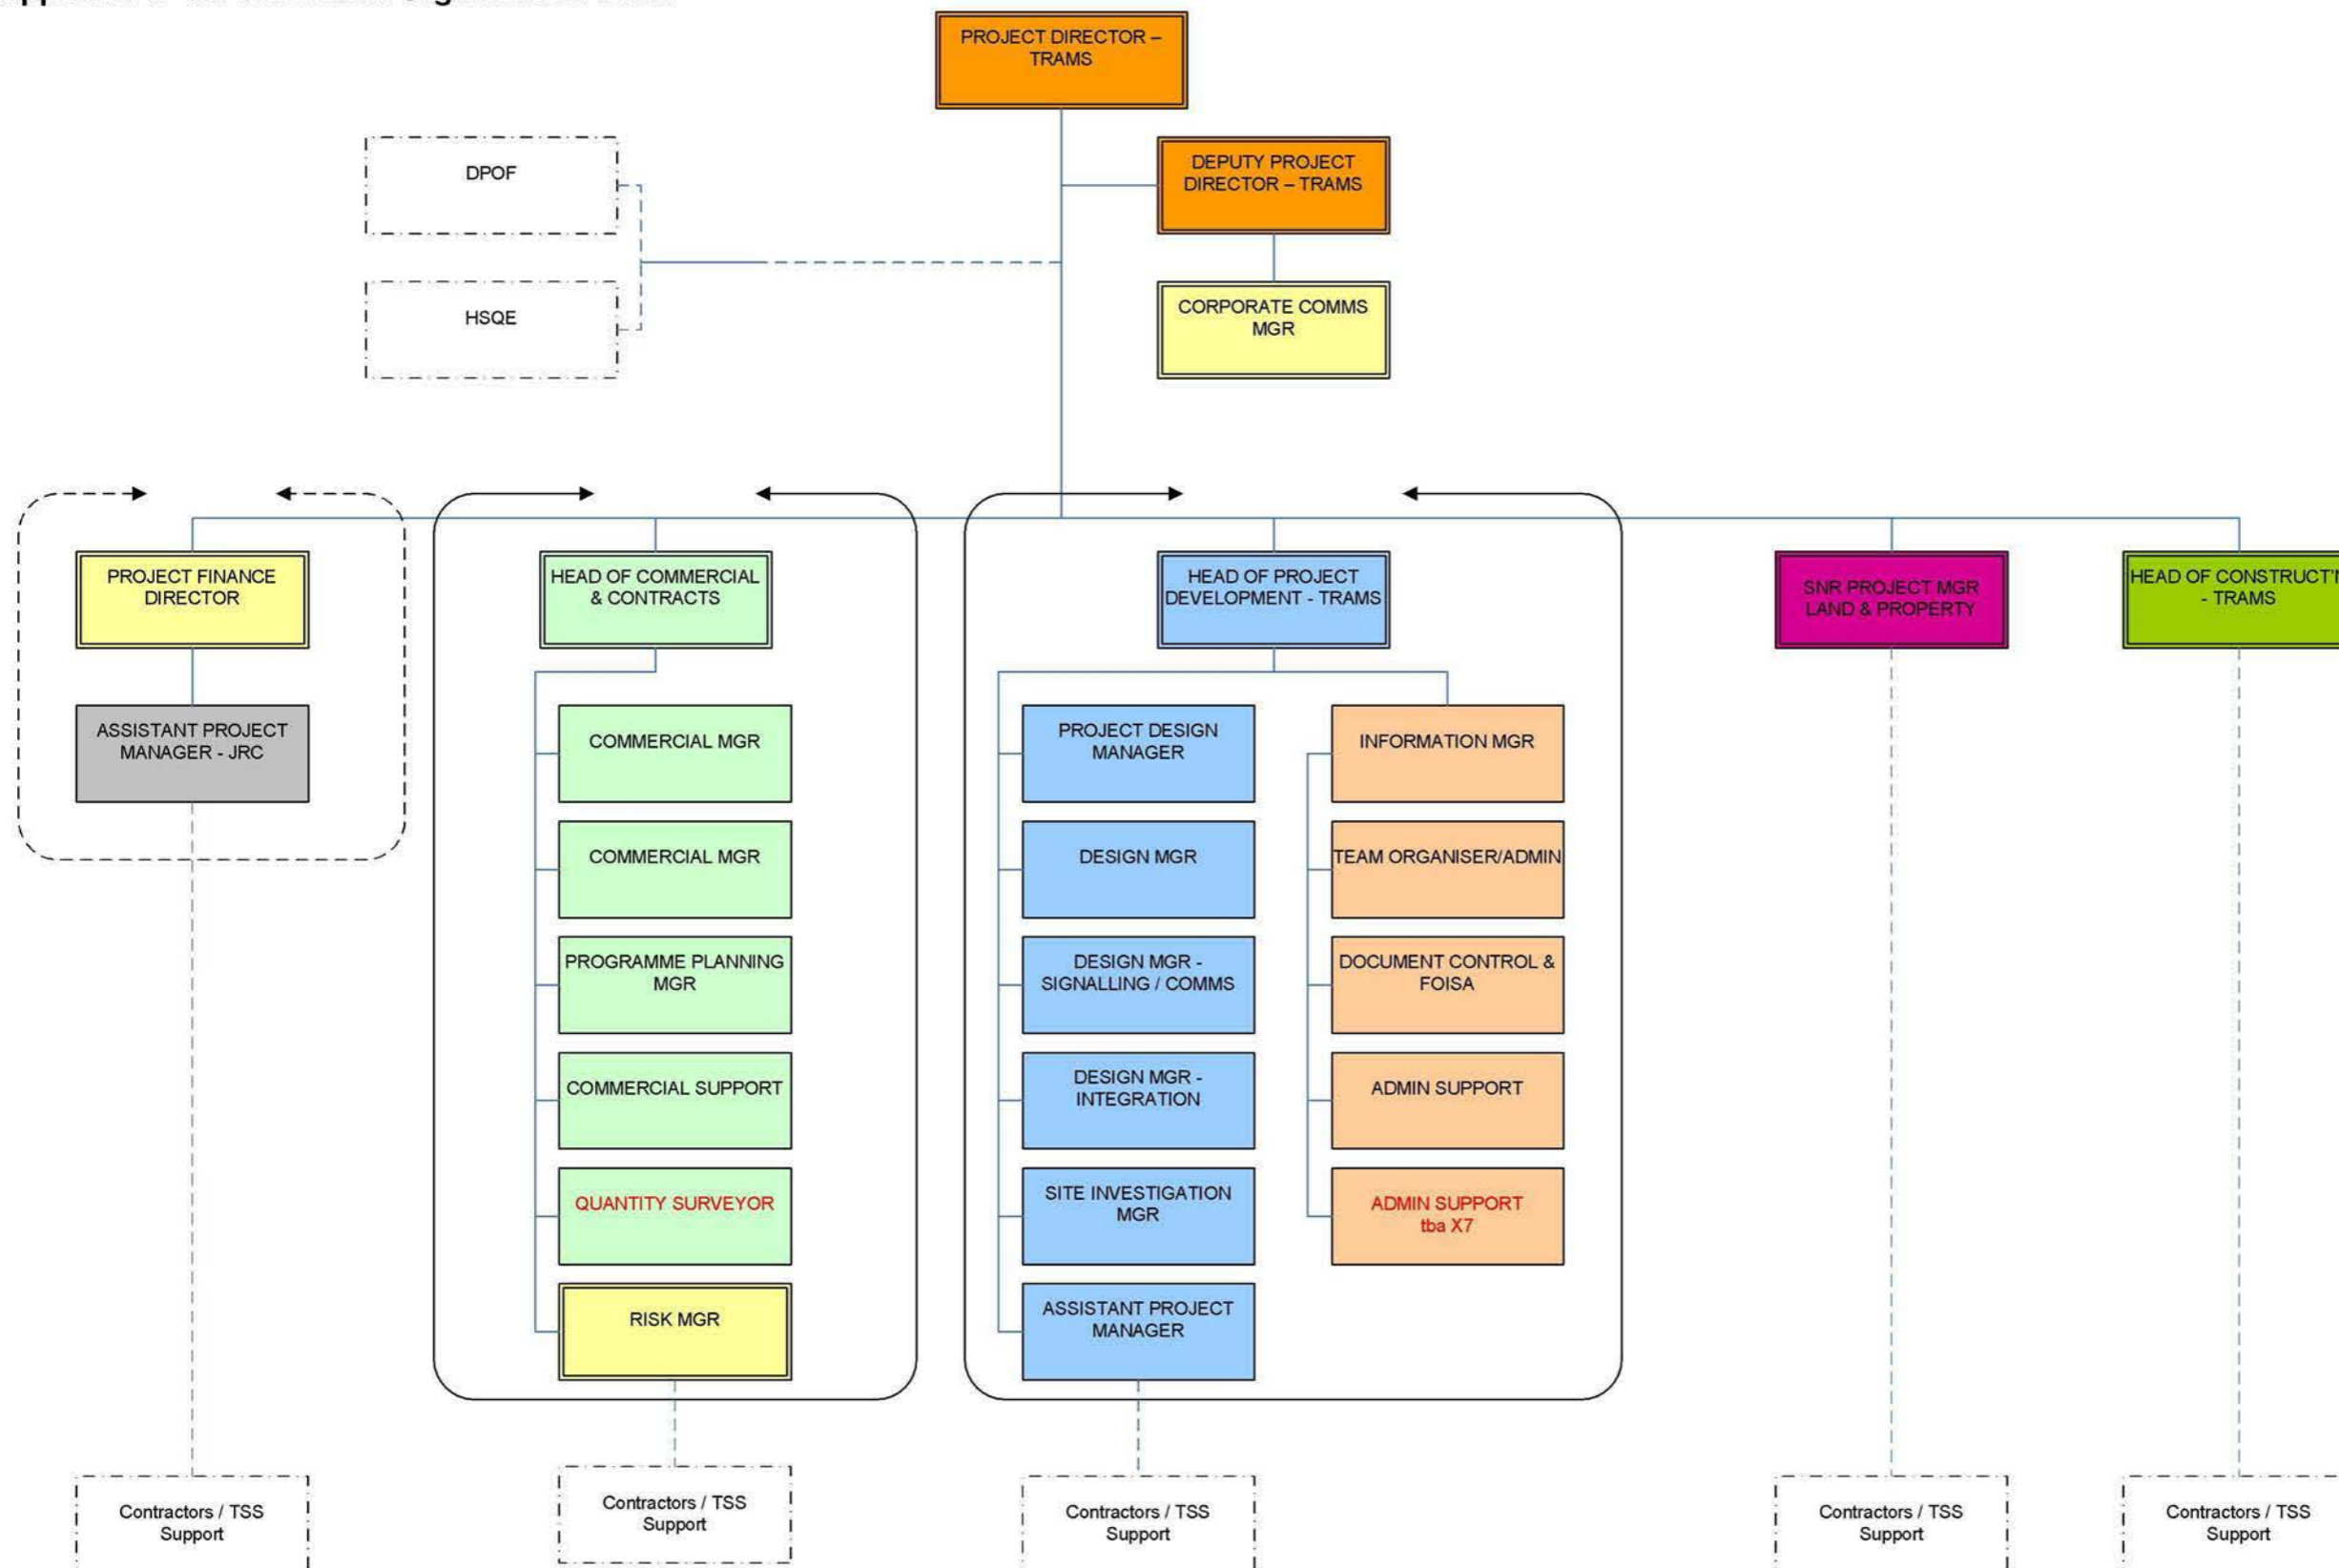 PROJECT DIRECTOR –
TRAMS
DPOF
DEPUTY PROJECT
DIRECTOR – TRAMS
HSQE
CORPORATE COMMS
MGR
PROJECT FINANCE
DIRECTOR
HEAD OF COMMERCIAL
& CONTRACTS
HEAD OF PROJECT
DEVELOPMENT - TRAMS
SNR PROJECT MGR
LAND & PROPERTY
HEAD OF CONSTRUCT'N
- TRAMS
ASSISTANT PROJECT
MANAGER - JRC
COMMERCIAL MGR
COMMERCIAL MGR
PROGRAMME PLANNING
MGR
COMMERCIAL SUPPORT
QUANTITY SURVEYOR
RISK MGR
PROJECT DESIGN
MANAGER
DESIGN MGR
DESIGN MGR -
SIGNALLING / COMMS
DESIGN MGR -
INTEGRATION
SITE INVESTIGATION
MGR
ASSISTANT PROJECT
MANAGER
INFORMATION MGR
TEAM ORGANISER/ADMIN
DOCUMENT CONTROL &
FOISA
ADMIN SUPPORT
ADMIN SUPPORT
tba X7
Contractors / TSS
Support
Contractors / TSS
Support
Contractors / TSS
Support
Contractors / TSS
Support
Contractors / TSS
Support